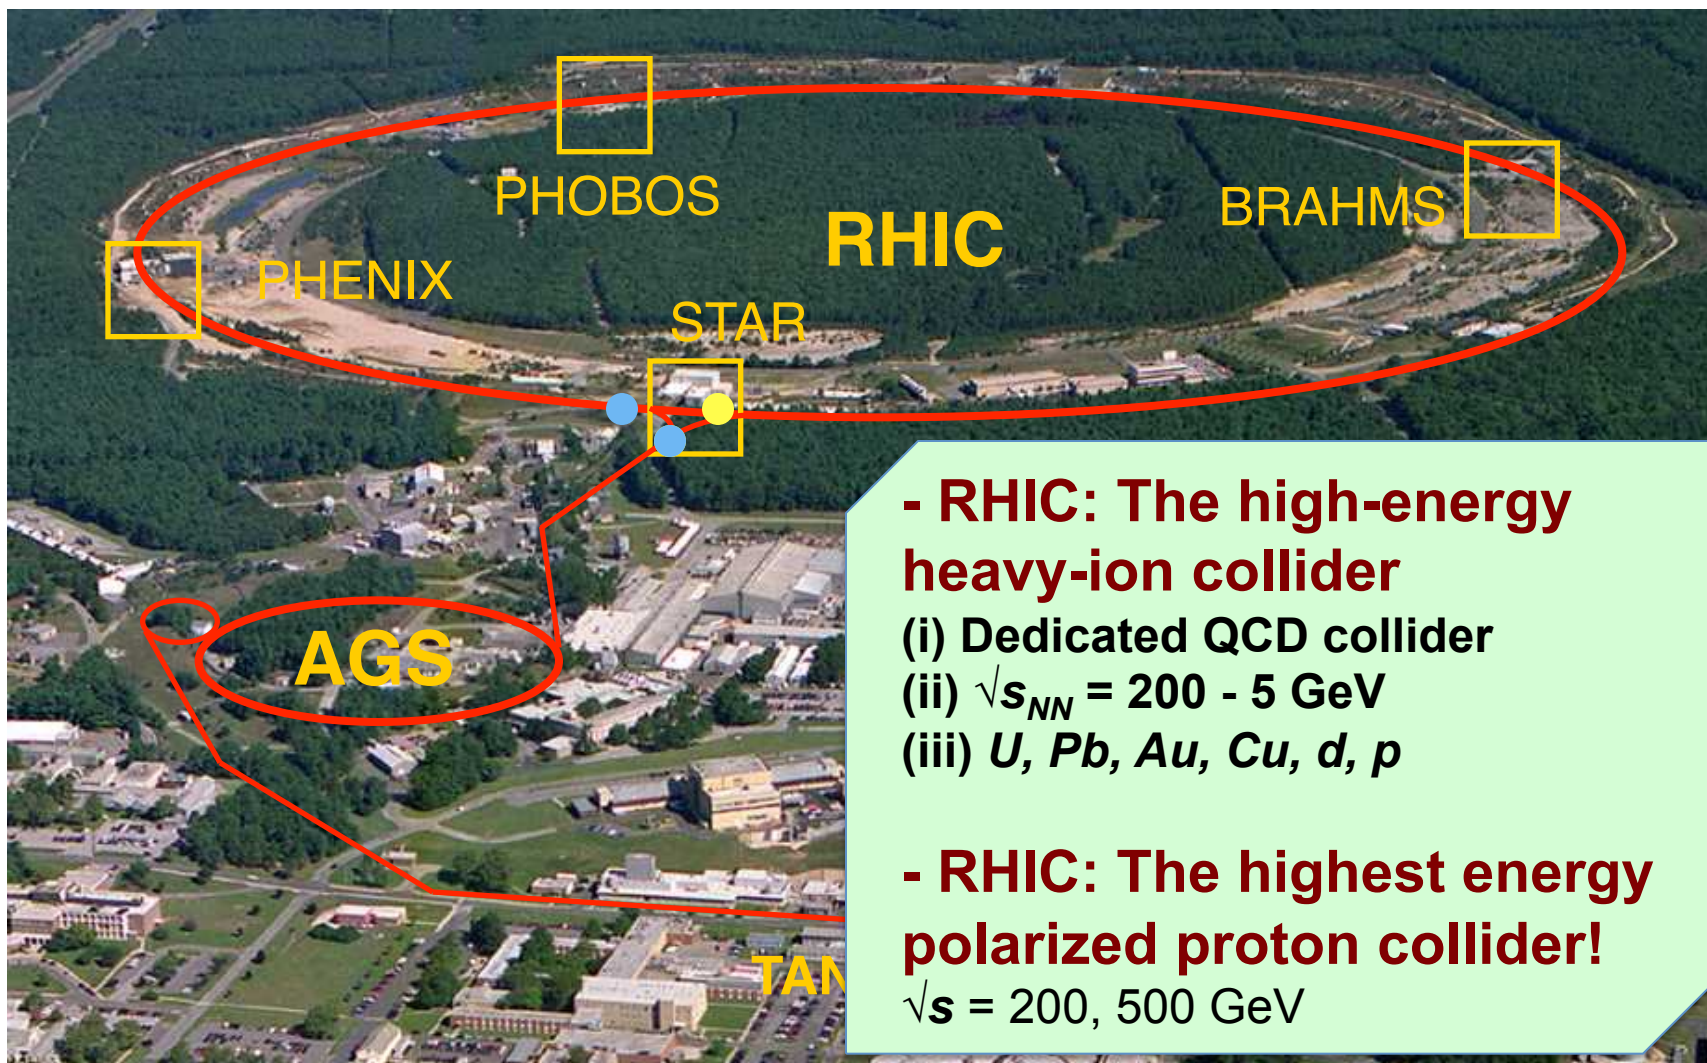 PHOBOS
BRAHMS
RHIC
PHENIX
STAR
AGS
- RHIC: The high-energy
heavy-ion collider
(i) Dedicated QCD collider
(ii) √sNN = 200 - 5 GeV
(iii) U, Pb, Au, Cu, d, p
- RHIC: The highest energy
polarized proton collider!
√s = 200, 500 GeV
TAN